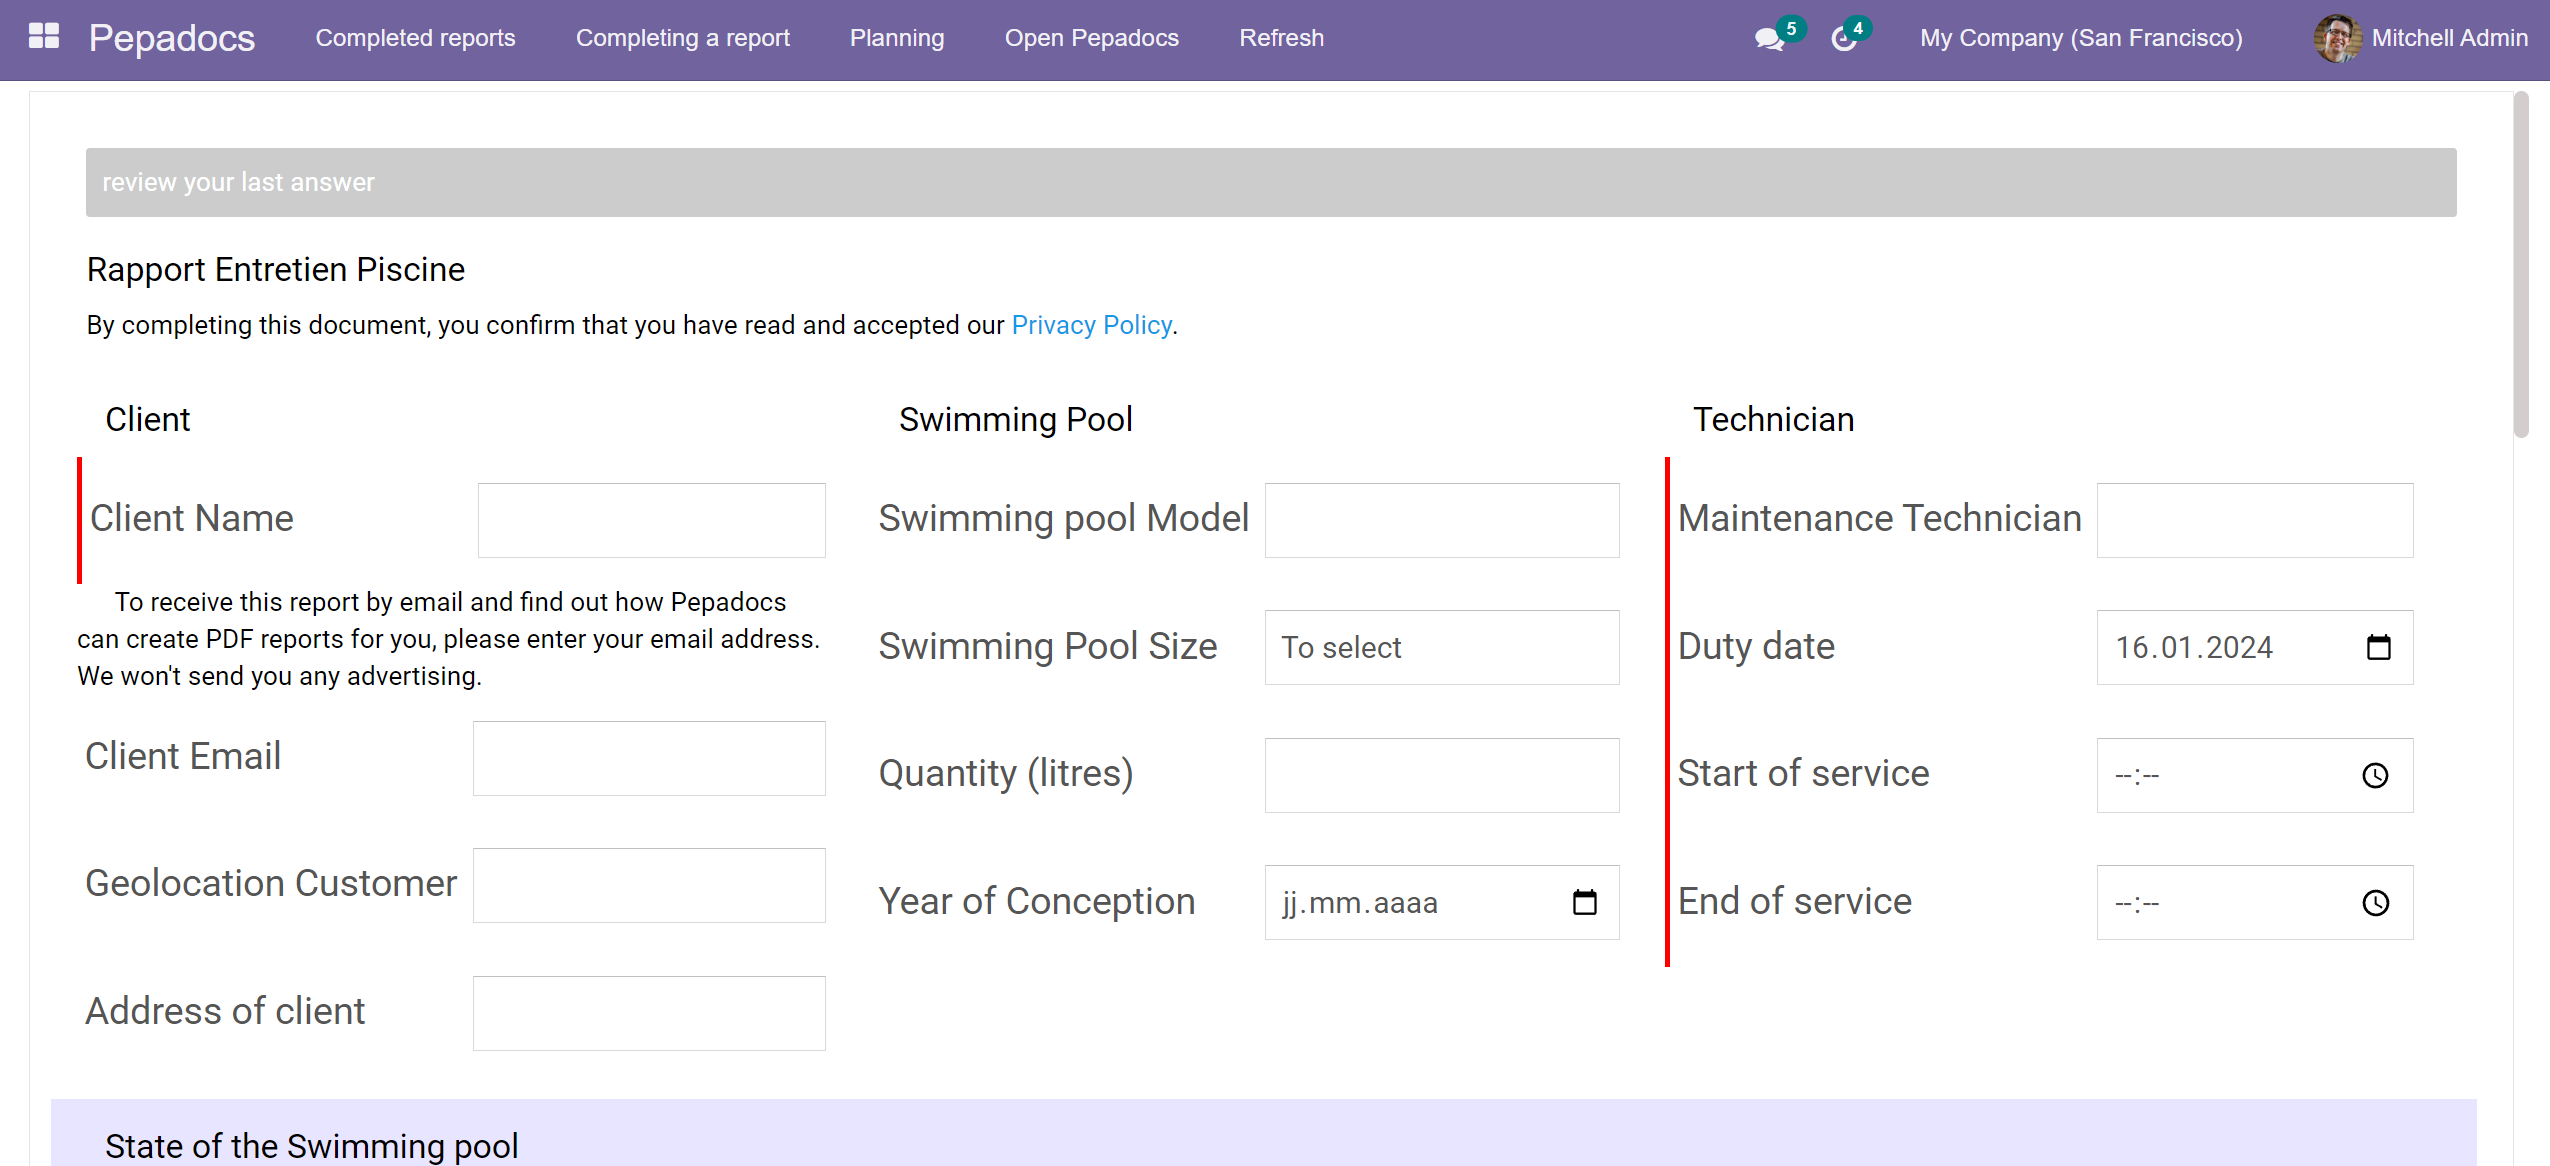 Pepadocs Completed reports Completing a report Planning Open Pepadocs Refresh 5 4 My Company (San Francisco) Mitchell Admin
review your last answer
Rapport Entretien Piscine
By completing this document, you confirm that you have read and accepted our Privacy Policy.
Client
Client Name
To receive this report by email and find out how Pepadocs
can create PDF reports for you, please enter your email address.
We won't send you any advertising.
Client Email
Geolocation Customer
Address of client
Swimming Pool
Swimming pool Model
Swimming Pool Size To select
Quantity (litres)
Year of Conception jj.mm.aaaa
Technician
Maintenance Technician
Duty date 16.01.2024
Start of service --:--
End of service --:--
State of the Swimming pool